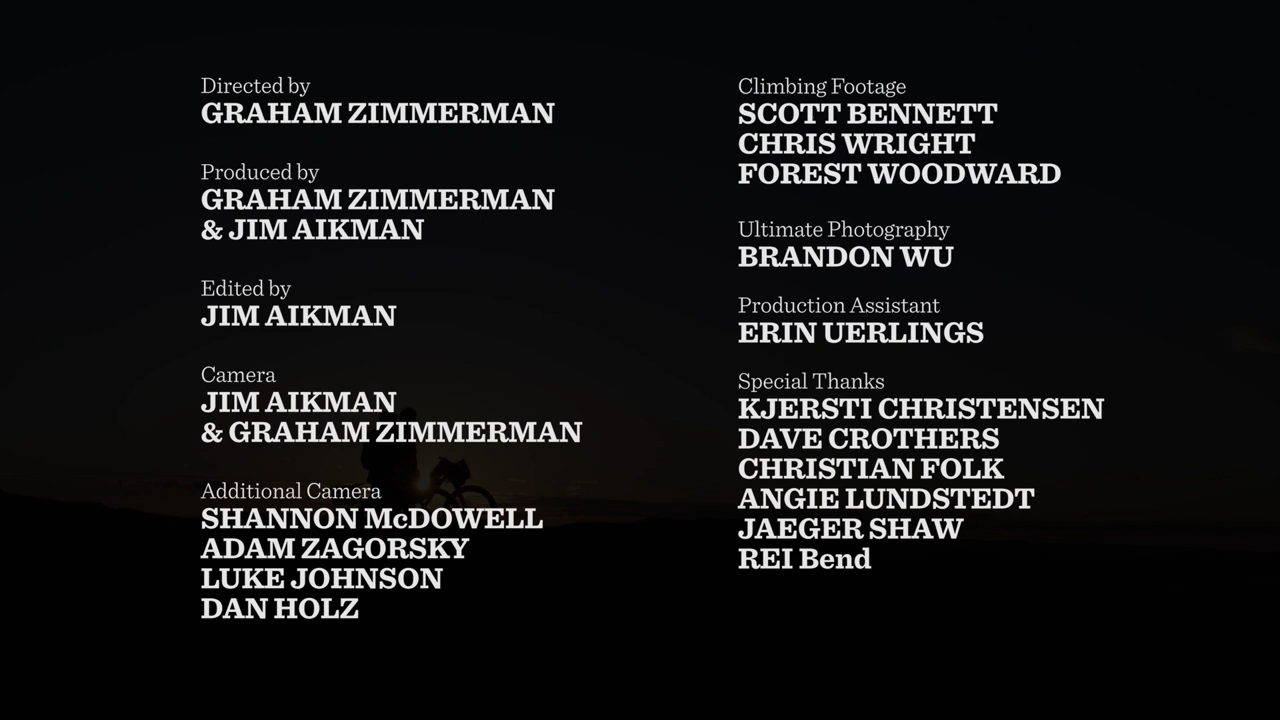 Directed by
GRAHAM ZIMMERMAN
Produced by
GRAHAM ZIMMERMAN
& JIM AIKMAN
Edited by
JIM AIKMAN
Camera
JIM AIKMAN
& GRAHAM ZIMMERMAN
Additional Camera
SHANNON McDOWELL
ADAM ZAGORSKY
LUKE JOHNSON
DAN HOLZ
Climbing Footage
SCOTT BENNETT
CHRIS WRIGHT
FOREST WOODWARD
Ultimate Photography
BRANDON WU
Production Assistant
ERIN UERLINGS
Special Thanks
KJERSTI CHRISTENSEN
DAVE CROTHERS
CHRISTIAN FOLK
ANGIE LUNDSTEDT
JAEGER SHAW
REI Bend